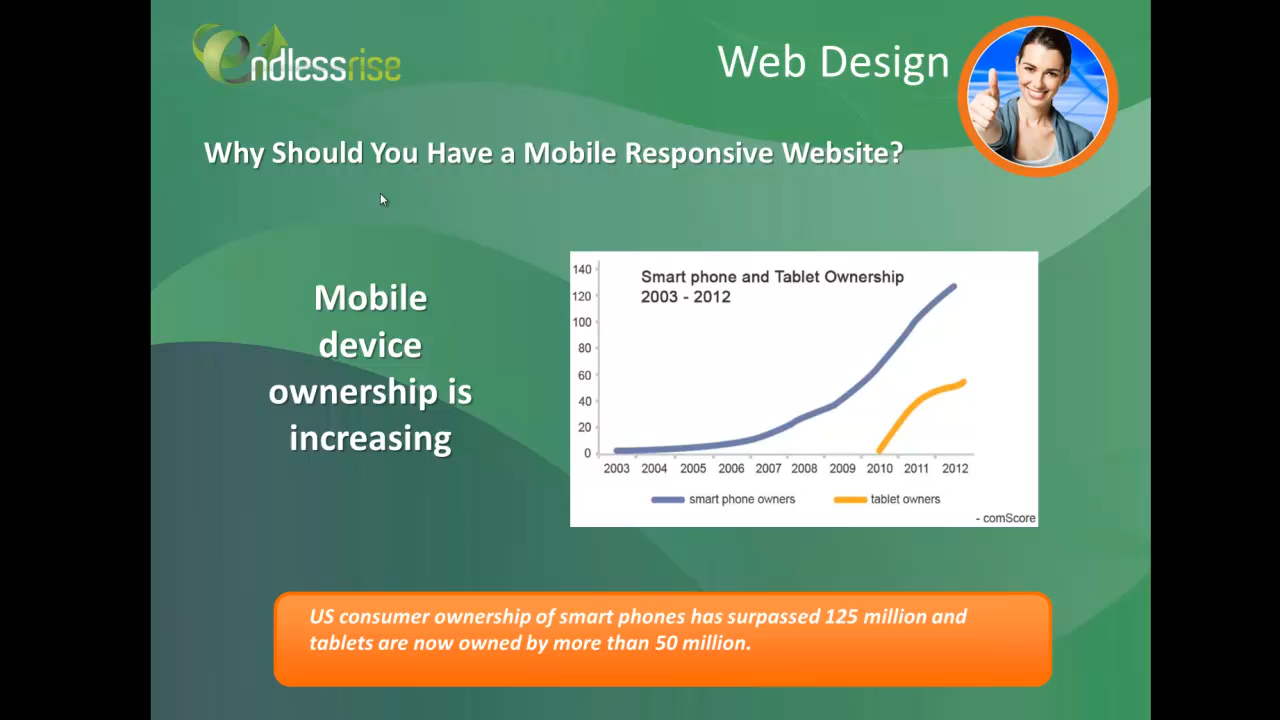 endlessrise
Web Design
Why Should You Have a Mobile Responsive Website?
Mobile
device
ownership is
increasing
Smart phone and Tablet Ownership
2003 - 2012
140
120
100
80
60
40
20
0
2003 2004 2005 2006 2007 2008 2009 2010 2011 2012
smart phone owners tablet owners
- comScore
US consumer ownership of smart phones has surpassed 125 million and
tablets are now owned by more than 50 million.